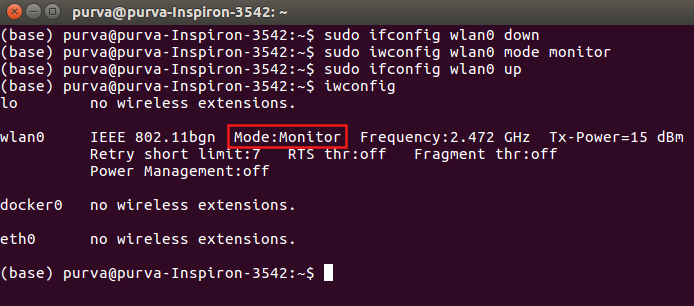 purva@purva-Inspiron-3542: ~
(base) purva@purva-Inspiron-3542:~$ sudo ifconfig wlan0 down
(base) purva@purva-Inspiron-3542:~$ sudo iwconfig wlan0 mode monitor
(base) purva@purva-Inspiron-3542:~$ sudo ifconfig wlan0 up
(base) purva@purva-Inspiron-3542:~$ iwconfig
lo        no wireless extensions.
wlan0     IEEE 802.11bgn  Mode:Monitor  Frequency:2.472 GHz  Tx-Power=15 dBm
          Retry short limit:7   RTS thr:off   Fragment thr:off
          Power Management:off
docker0   no wireless extensions.
eth0      no wireless extensions.
(base) purva@purva-Inspiron-3542:~$